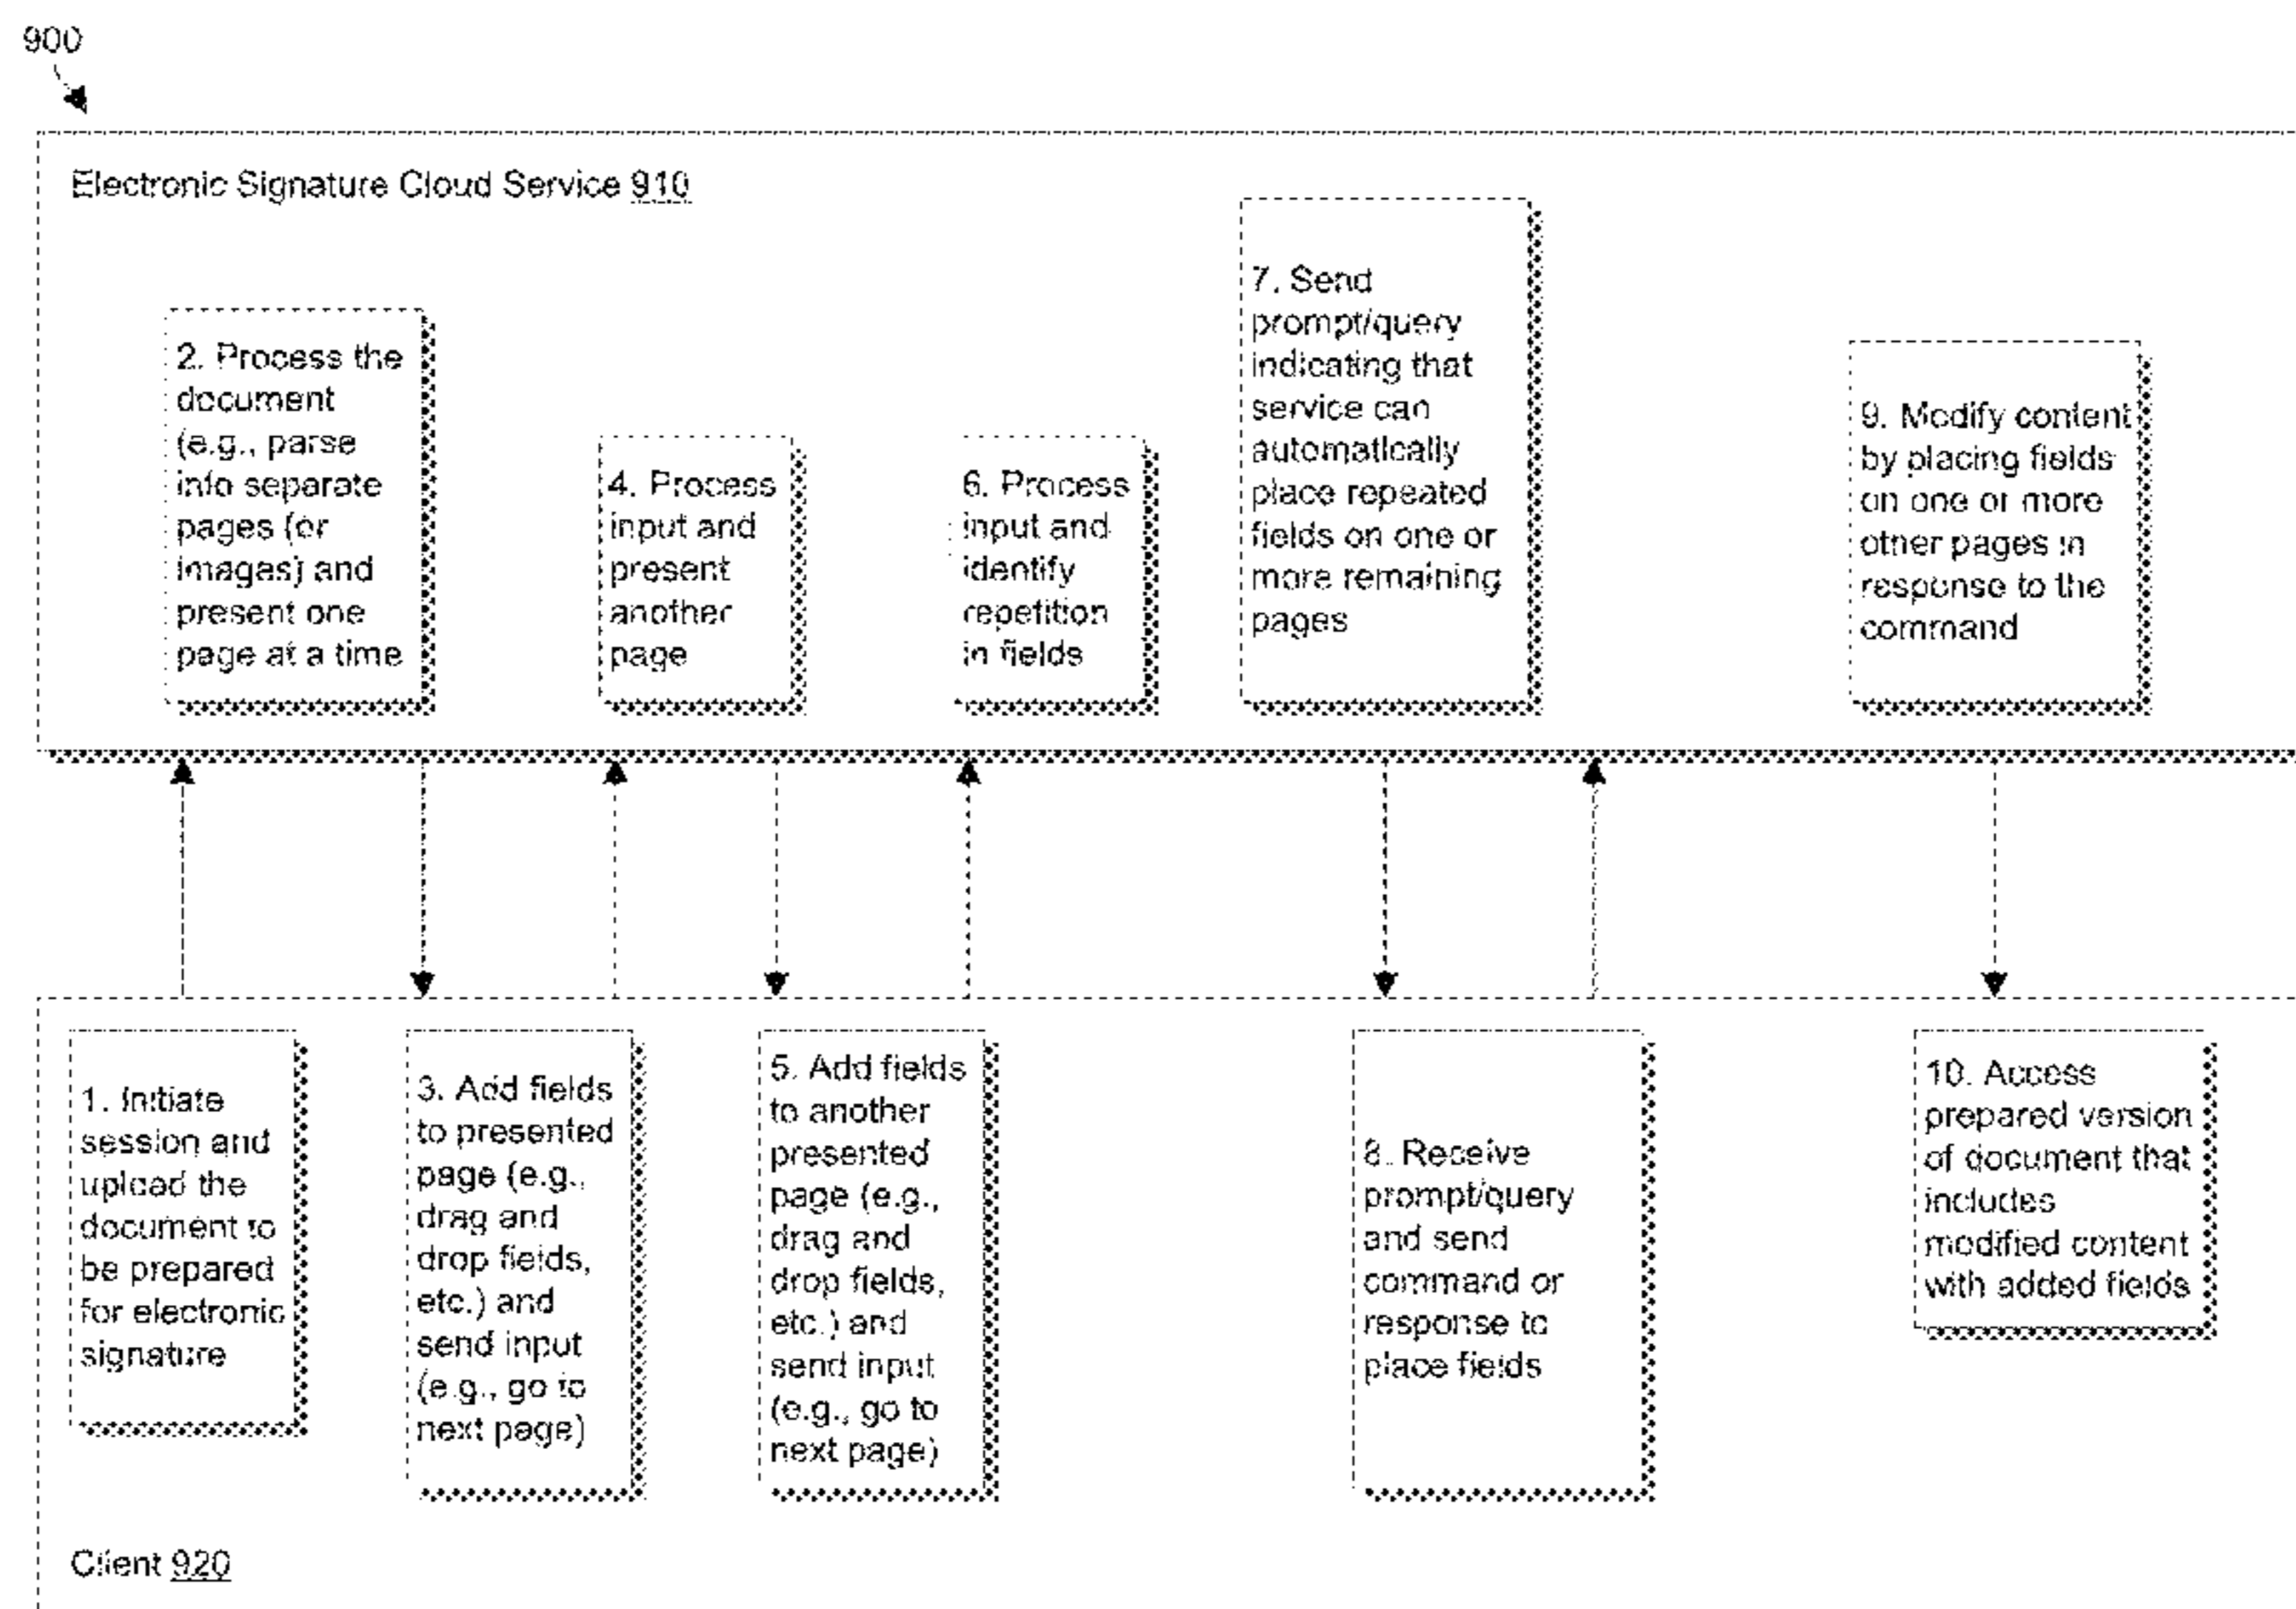 900
Electronic Signature Cloud Service 910
2. Process the
document
(e.g., parse
into separate
pages (or
images) and
present one
page at a time
4. Process
input and
present
another
page
6. Process
input and
identify
repetition
in fields
7. Send
prompt/query
indicating that
service can
automatically
place repeated
fields on one or
more remaining
pages
9. Modify content
by placing fields
on one or more
other pages in
response to the
command
1. Initiate
session and
upload the
document to
be prepared
for electronic
signature
3. Add fields
to presented
page (e.g.,
drag and
drop fields,
etc.) and
send input
(e.g., go to
next page)
5. Add fields
to another
presented
page (e.g.,
drag and
drop fields,
etc.) and
send input
(e.g., go to
next page)
8. Receive
prompt/query
and send
command or
response to
place fields
10. Access
prepared version
of document that
includes
modified content
with added fields
Client 920